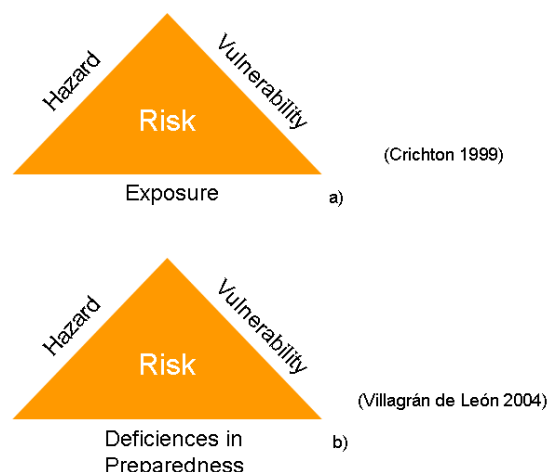 Hazard
Vulnerability
Risk
(Crichton 1999)
Exposure
a)
Hazard
Vulnerability
Risk
(Villagrán de León 2004)
Deficiences in
Preparedness
b)